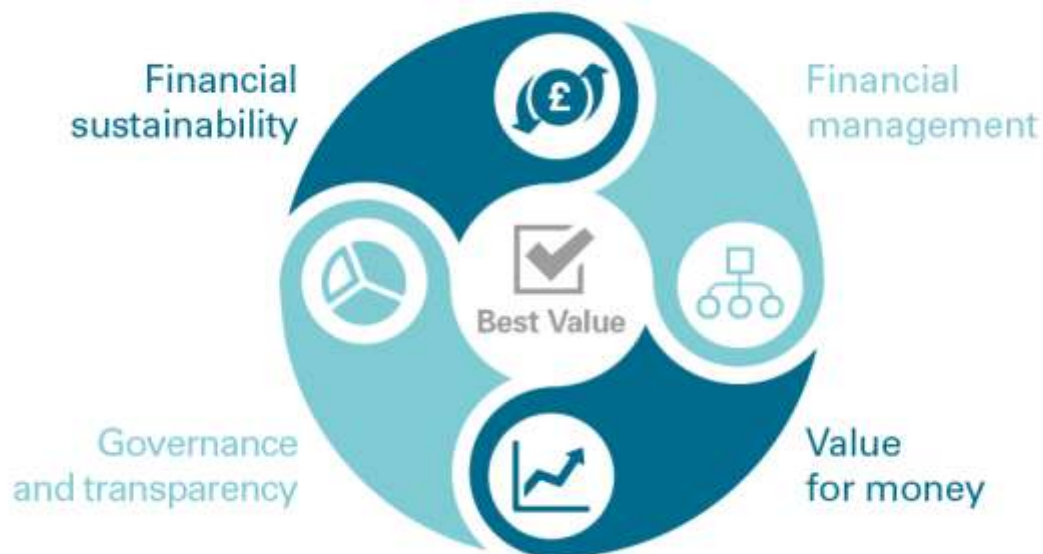 Financial
sustainability
Financial
management
£
Best Value
Governance
and transparency
Value
for money